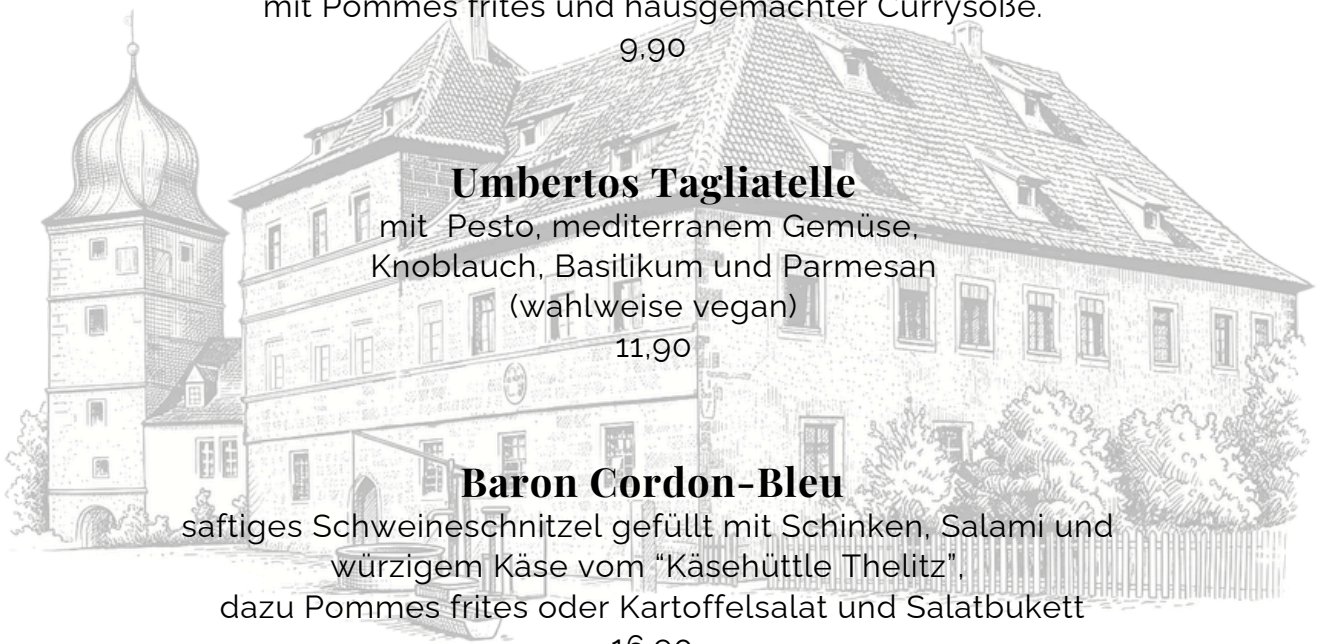 mit Pommes frites und hausgemachter Currysoße.
9,90
Umbertos Tagliatelle
mit Pesto, mediterranem Gemüse,
Knoblauch, Basilikum und Parmesan
(wahlweise vegan)
11,90
Baron Cordon-Bleu
saftiges Schweineschnitzel gefüllt mit Schinken, Salami und
würzigem Käse vom “Käsehüttle Thelitz”,
dazu Pommes frites oder Kartoffelsalat und Salatbukett